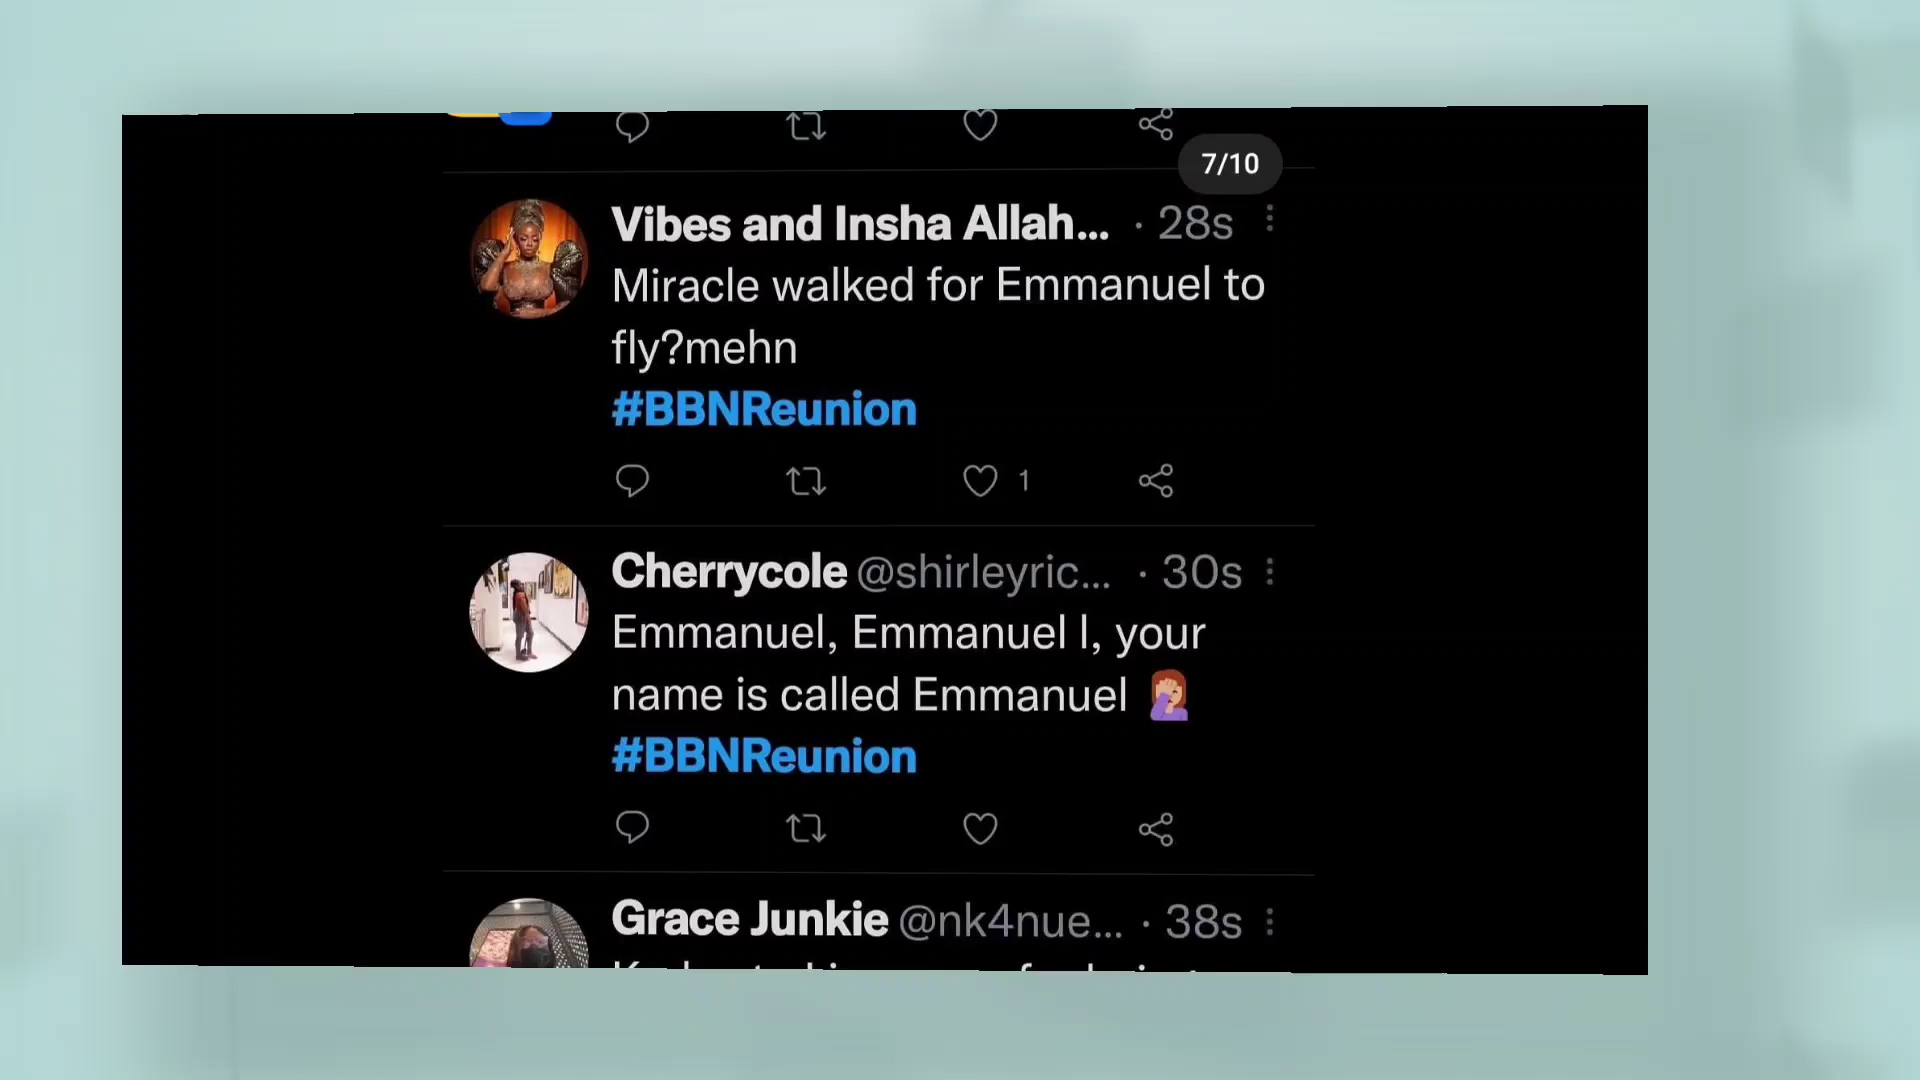 7/10
Vibes and Insha Allah... · 28s
Miracle walked for Emmanuel to
fly?mehn
#BBNReunion
1
Cherrycole @shirleyric... · 30s
Emmanuel, Emmanuel l, your
name is called Emmanuel 🤦🏽‍♀️
#BBNReunion
Grace Junkie @nk4nue... · 38s